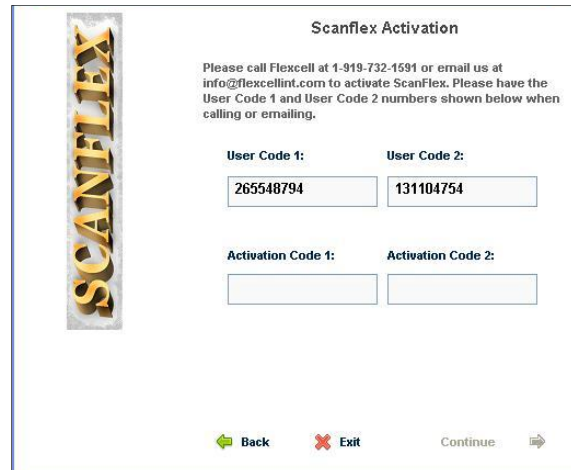 SCANFLEX
Scanflex Activation
Please call Flexcell at 1-919-732-1591 or email us at
info@flexcellint.com to activate ScanFlex. Please have the
User Code 1 and User Code 2 numbers shown below when
calling or emailing.
User Code 1: User Code 2:
265548794 131104754
Activation Code 1: Activation Code 2:
Back Exit Continue